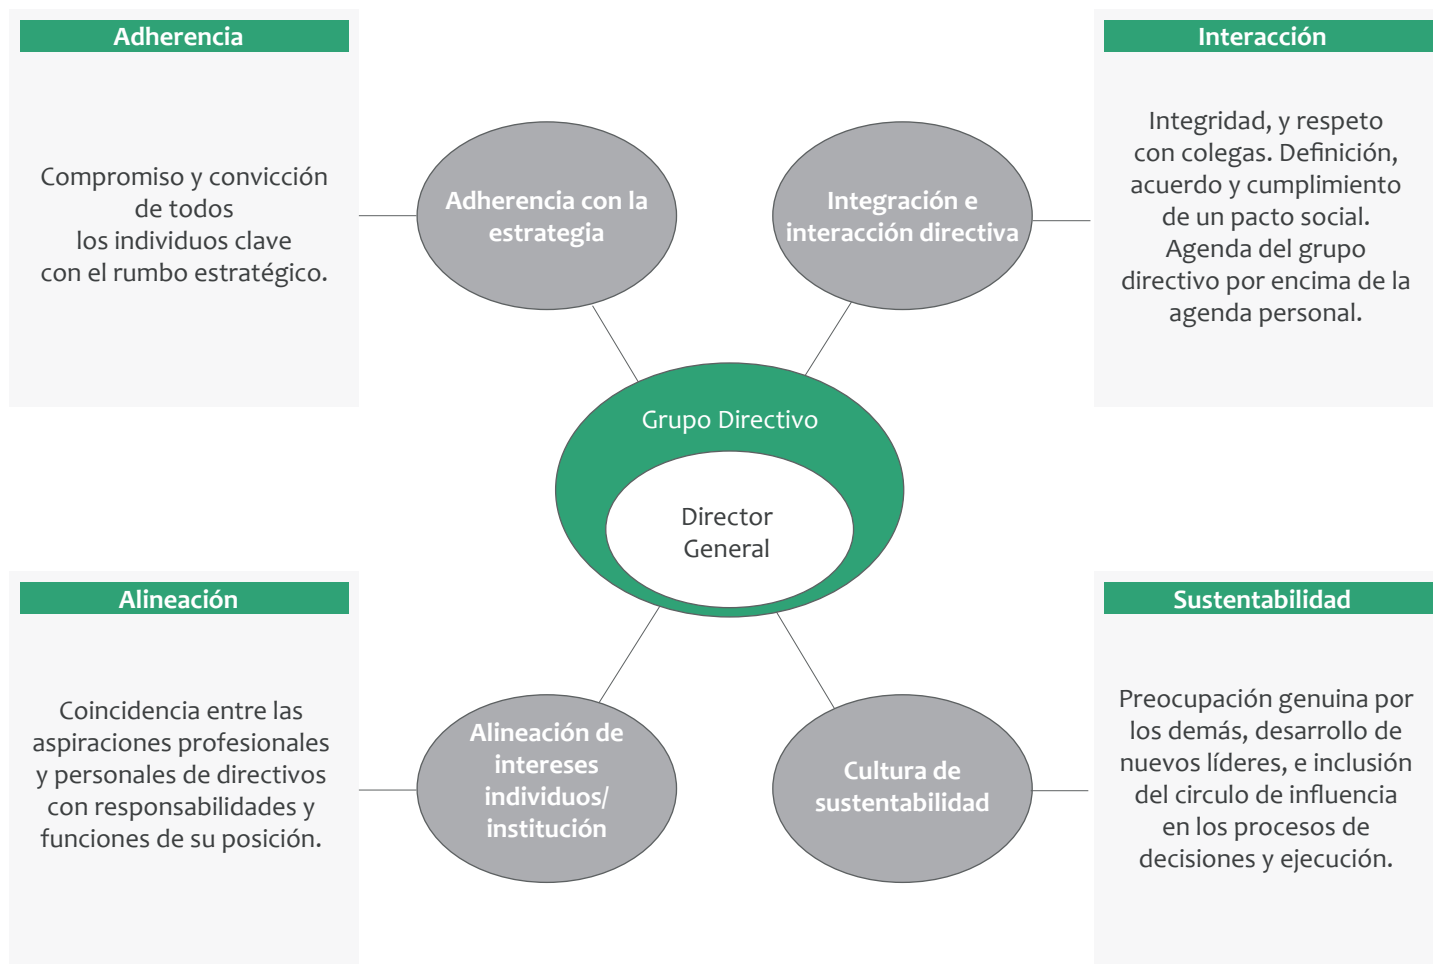 Adherencia
Compromiso y convicción
de todos
los individuos clave
con el rumbo estratégico.
Adherencia con la
estrategia
Integración e
interacción directiva
Interacción
Integridad, y respeto
con colegas. Definición,
acuerdo y cumplimiento
de un pacto social.
Agenda del grupo
directivo por encima de la
agenda personal.
Grupo Directivo
Director
General
Alineación
Coincidencia entre las
aspiraciones profesionales
y personales de directivos
con responsabilidades y
funciones de su posición.
Alineación de
intereses
individuos/
institución
Cultura de
sustentabilidad
Sustentabilidad
Preocupación genuina por
los demás, desarrollo de
nuevos líderes, e inclusión
del circulo de influencia
en los procesos de
decisiones y ejecución.